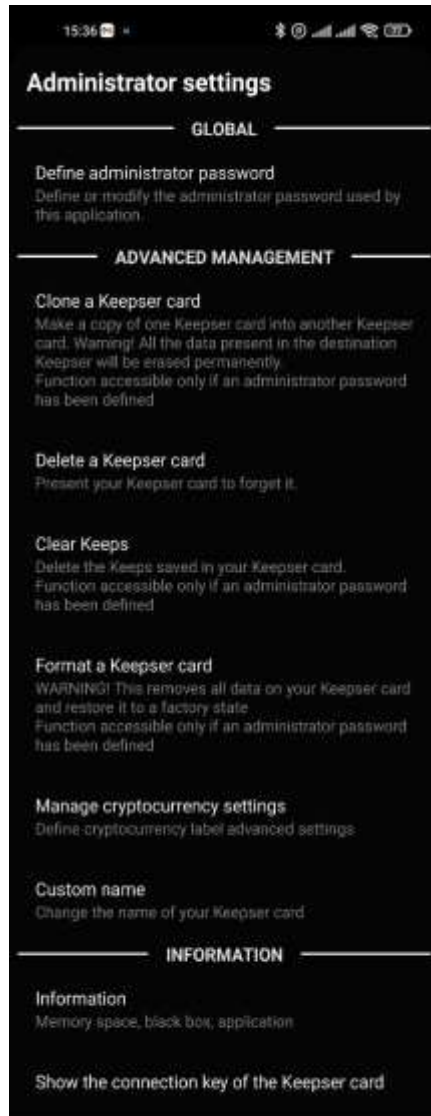 15:36
Administrator settings
GLOBAL
Define administrator password
Define or modify the administrator password used by
this application.
ADVANCED MANAGEMENT
Clone a Keepser card
Make a copy of one Keepser card into another Keepser
card. Warning! All the data present in the destination
Keepser will be erased permanently.
Function accessible only if an administrator password
has been defined
Delete a Keepser card
Present your Keepser card to forget it.
Clear Keeps
Delete the Keeps saved in your Keepser card.
Function accessible only if an administrator password
has been defined
Format a Keepser card
WARNING! This removes all data on your Keepser card
and restore it to a factory state
Function accessible only if an administrator password
has been defined
Manage cryptocurrency settings
Define cryptocurrency label advanced settings
Custom name
Change the name of your Keepser card
INFORMATION
Information
Memory space, black box, application
Show the connection key of the Keepser card